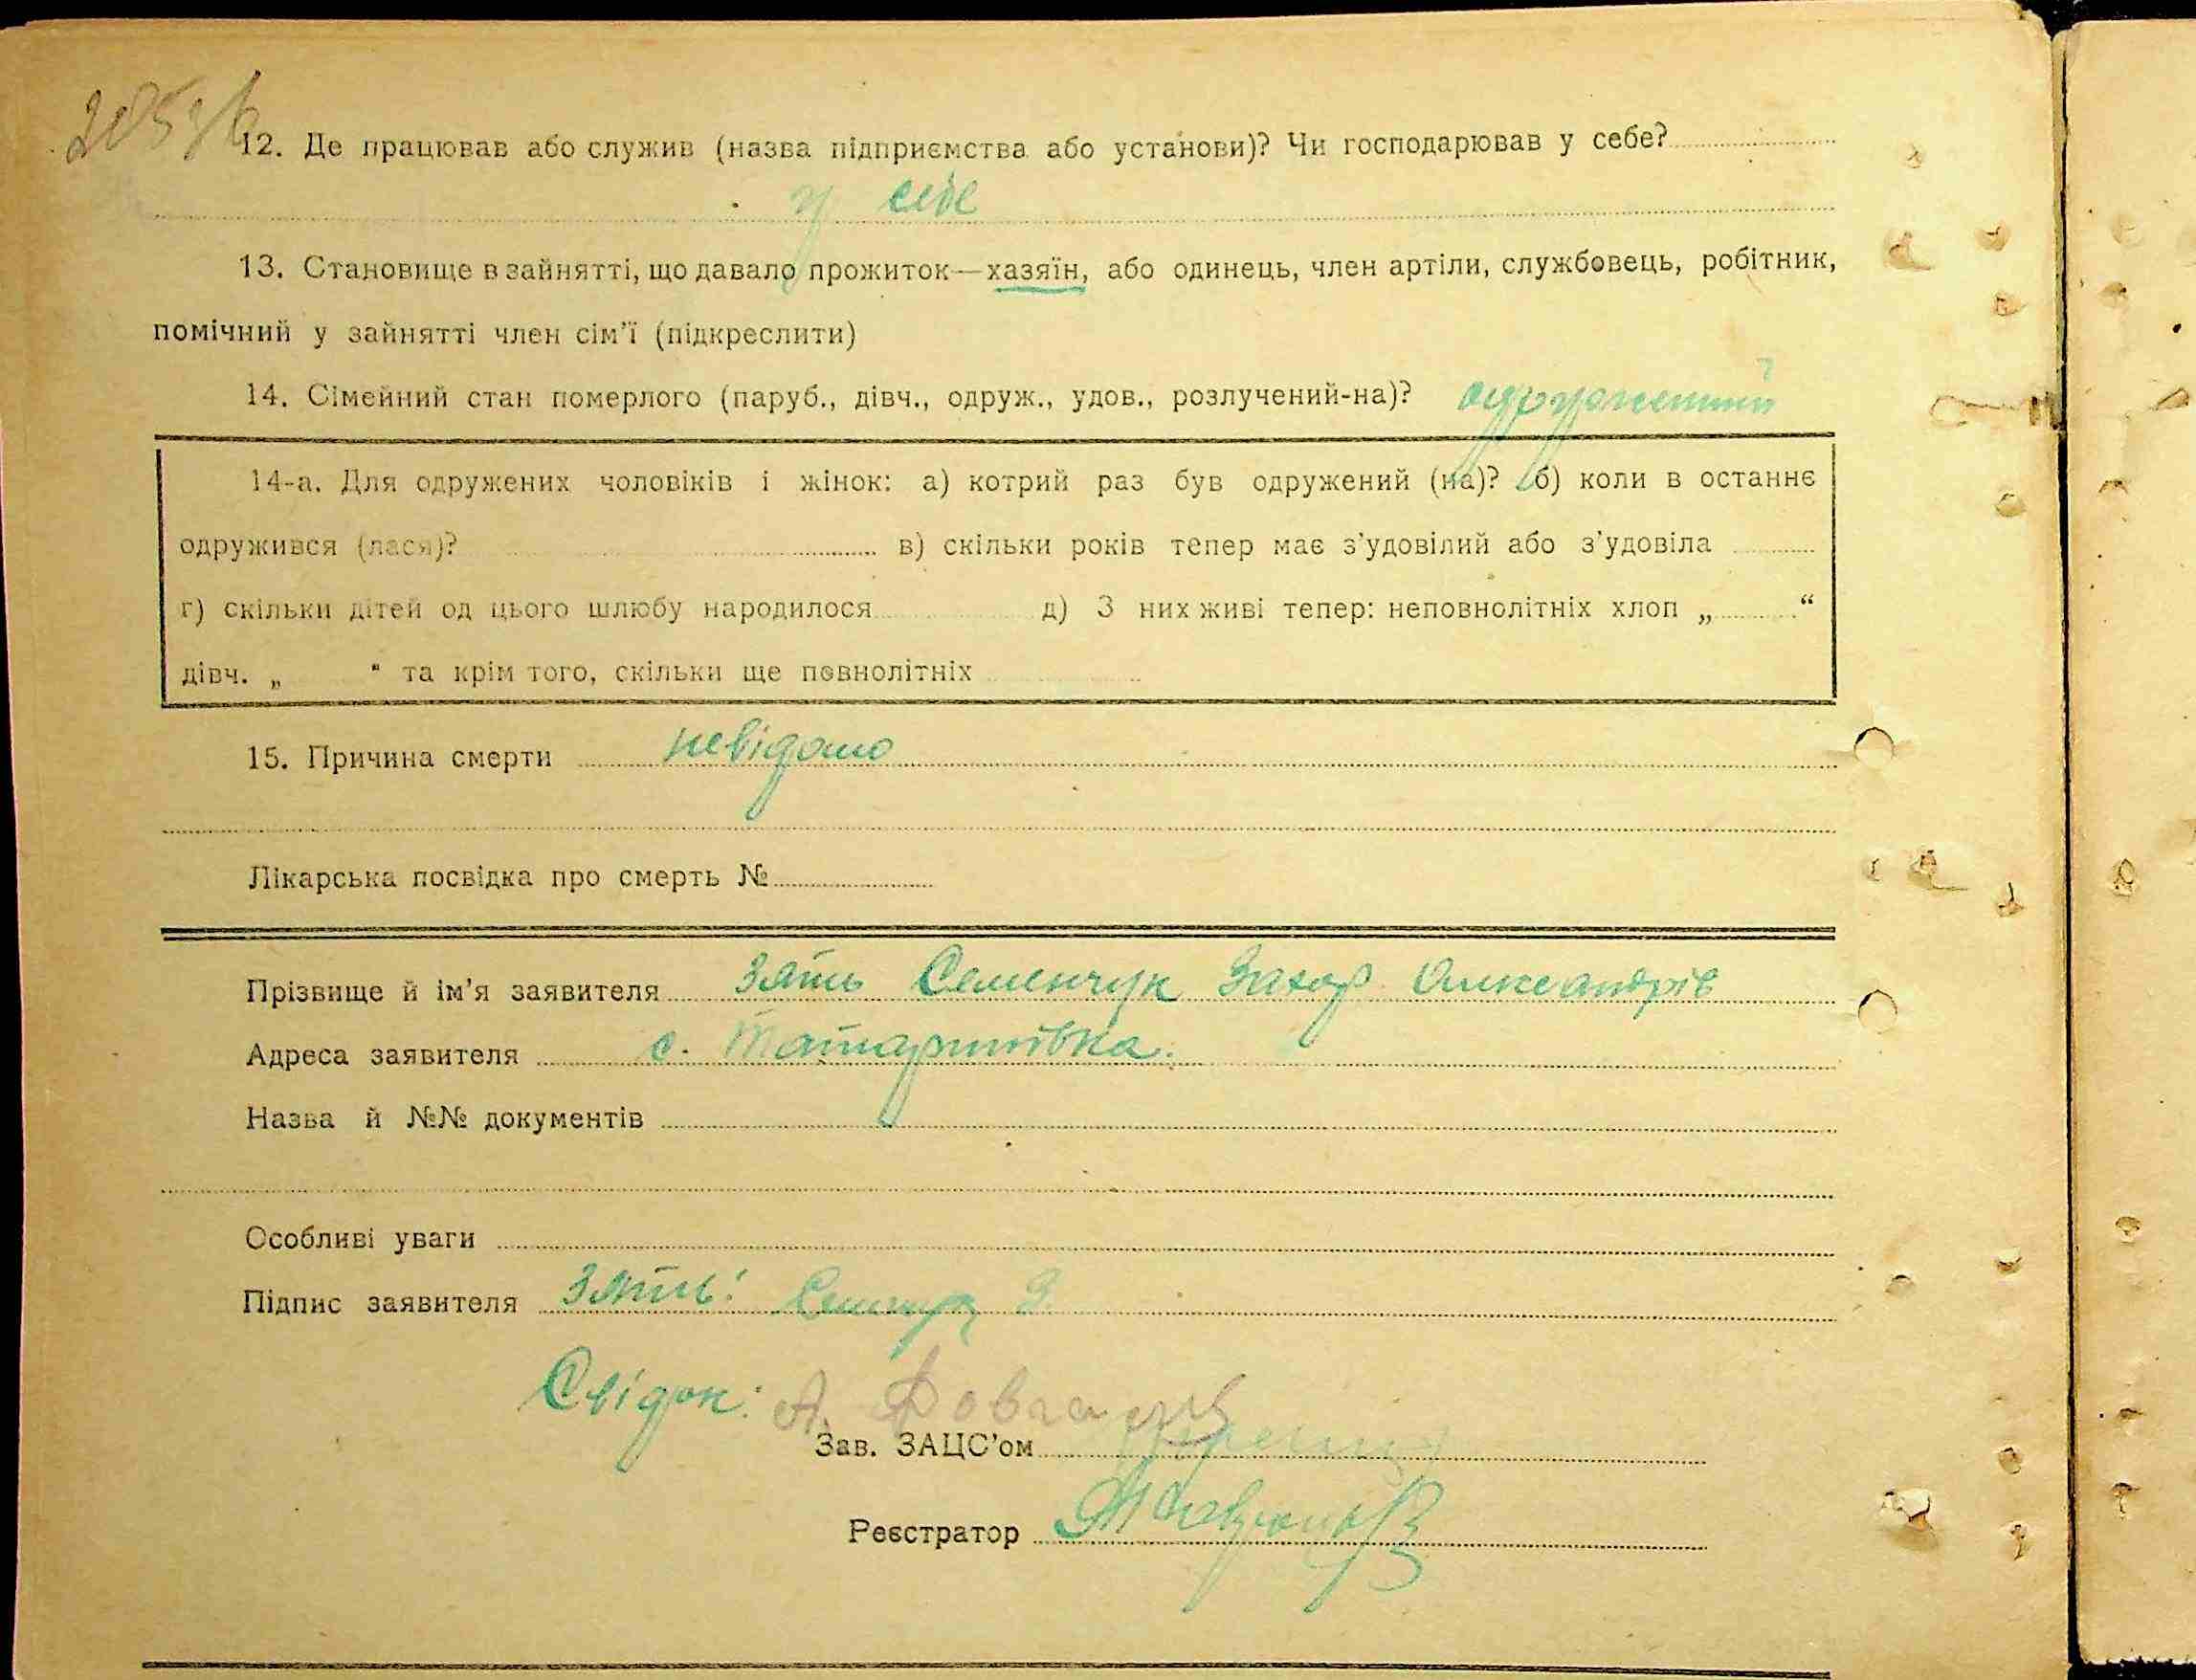 12. Де працював або служив (назва підприємства або установи)? Чи господарював у себе?
у себе
13. Становище в зайнятті, що давало прожиток—хазяїн, або одинець, член артіли, службовець, робітник,
помічний у зайнятті член сім’ї (підкреслити)
14. Сімейний стан померлого (паруб., дівч., одруж., удов., розлучений-на)? одружений
14-а. Для одружених чоловіків і жінок: а) котрий раз був одружений (на)? б) коли в останнє
одружився (лася)? в) скільки років тепер має з’удовілий або з’удовіла
г) скільки дітей од цього шлюбу народилося д) З них живі тепер: неповнолітніх хлоп „ “
дівч. „ “ та крім того, скільки ще повнолітніх
15. Причина смерти невідомо
Лікарська посвідка про смерть №
Прізвище й ім’я заявителя Зять Семенчук Захар Олександрів
Адреса заявителя с. Татаринівка.
Назва й №№ документів
Особливі уваги
Підпис заявителя Зять: Семенчук З.
Свідок: А.
Зав. ЗАЦС’ом
Реєстратор